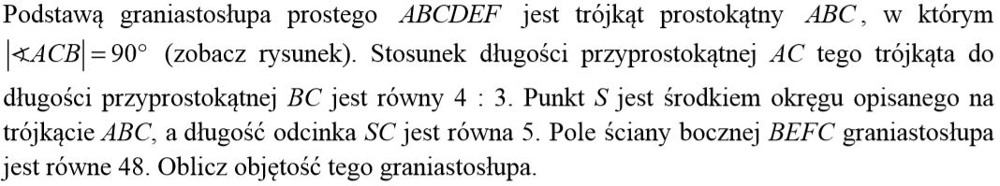 Podstawą graniastosłupa prostego ABCDEF jest trójkąt prostokątny ABC, w którym
|∢ACB| = 90° (zobacz rysunek). Stosunek długości przyprostokątnej AC tego trójkąta do
długości przyprostokątnej BC jest równy 4 : 3. Punkt S jest środkiem okręgu opisanego na
trójkącie ABC, a długość odcinka SC jest równa 5. Pole ściany bocznej BEFC graniastosłupa
jest równe 48. Oblicz objętość tego graniastosłupa.